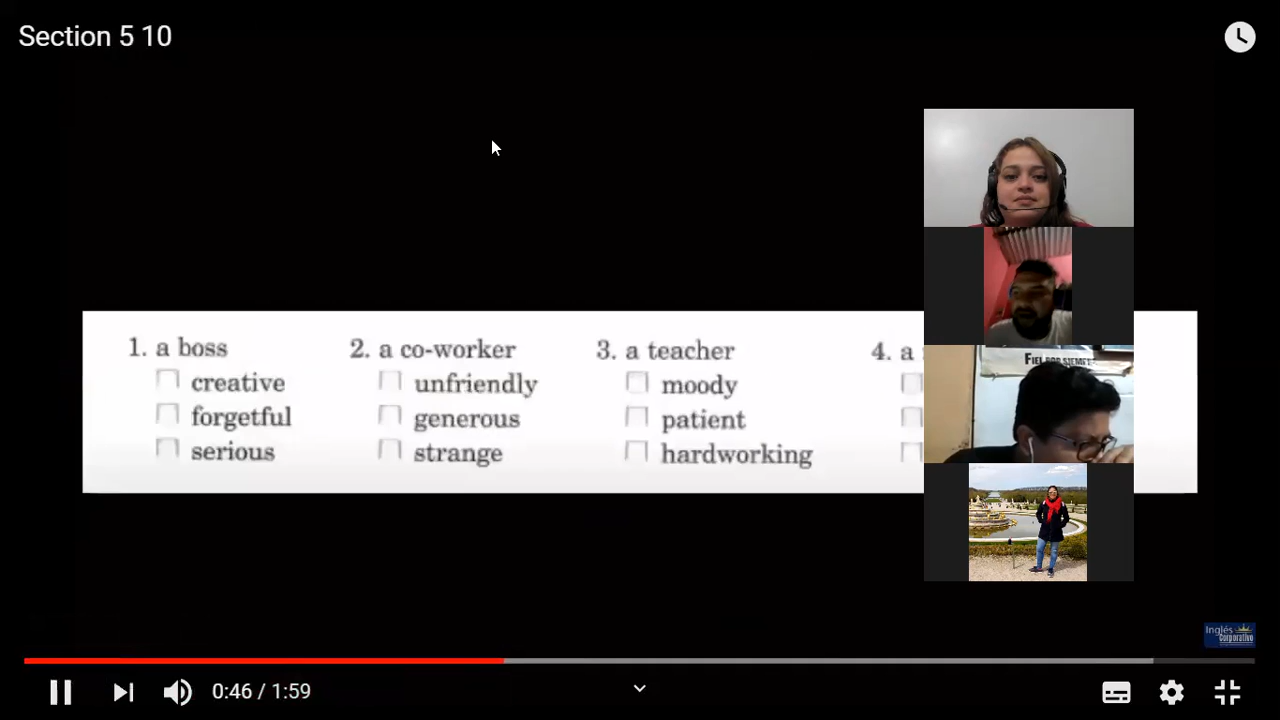 Section 5 10
1. a boss
creative
forgetful
serious
2. a co-worker
unfriendly
generous
strange
3. a teacher
moody
patient
hardworking
4. a
Inglés
Corporativo
0:46 / 1:59